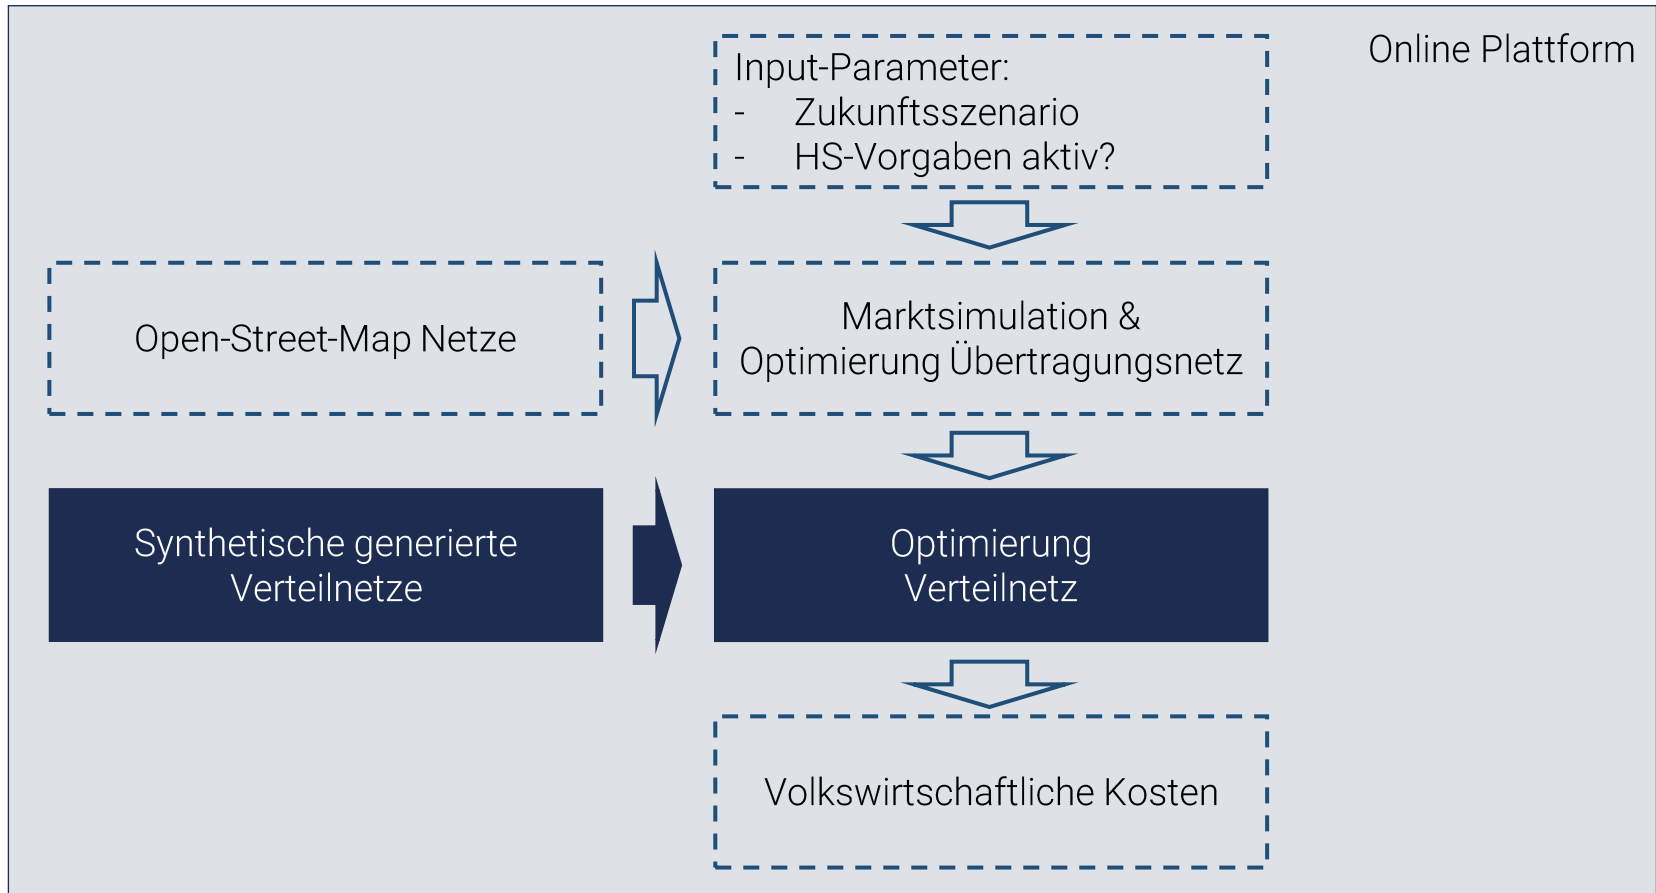 Online Plattform
Input-Parameter:
- Zukunftsszenario
- HS-Vorgaben aktiv?
Open-Street-Map Netze
Marktsimulation &
Optimierung Übertragungsnetz
Synthetische generierte
Verteilnetze
Optimierung
Verteilnetz
Volkswirtschaftliche Kosten